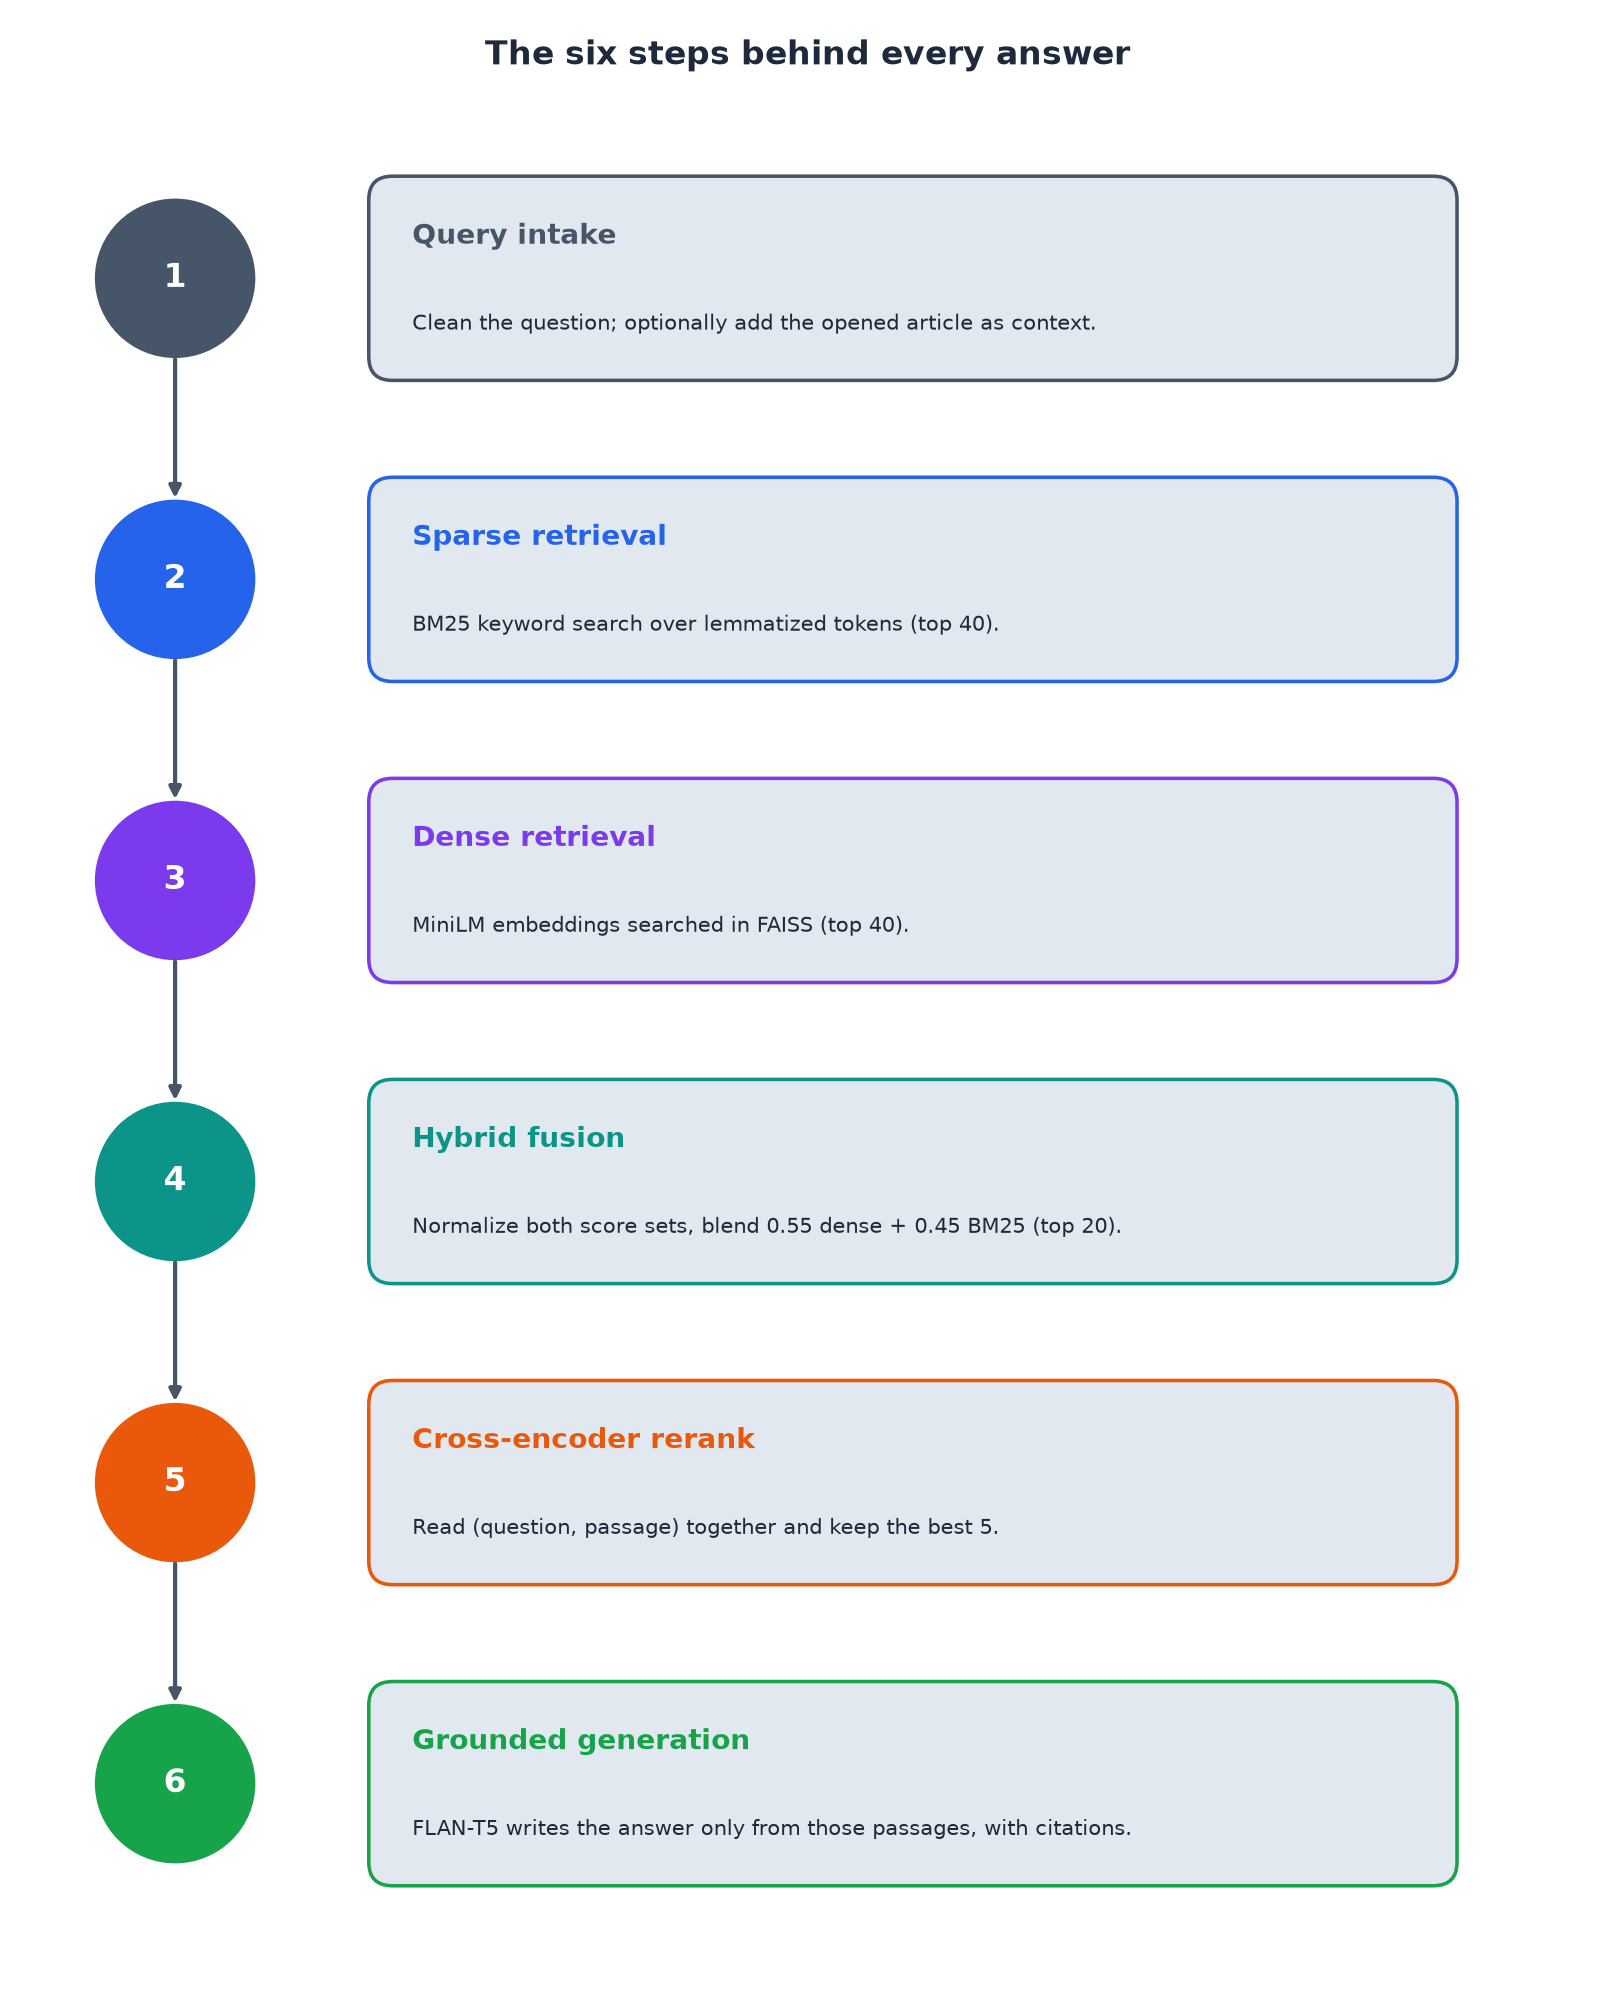 The six steps behind every answer
1
Query intake
Clean the question; optionally add the opened article as context.
2
Sparse retrieval
BM25 keyword search over lemmatized tokens (top 40).
3
Dense retrieval
MiniLM embeddings searched in FAISS (top 40).
4
Hybrid fusion
Normalize both score sets, blend 0.55 dense + 0.45 BM25 (top 20).
5
Cross-encoder rerank
Read (question, passage) together and keep the best 5.
6
Grounded generation
FLAN-T5 writes the answer only from those passages, with citations.